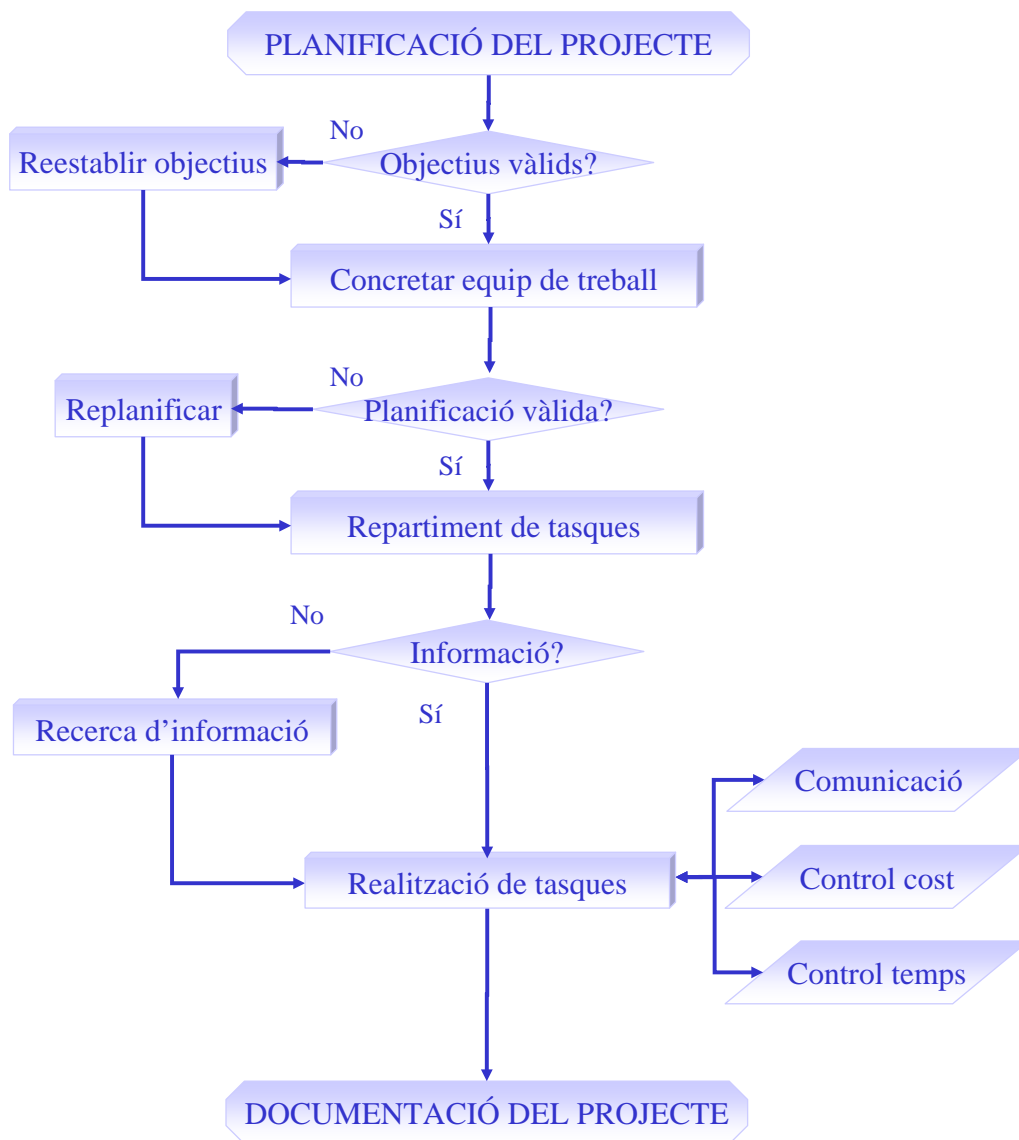 PLANIFICACIÓ DEL PROJECTE
No
Reestablir objectius
Objectius vàlids?
Sí
Concretar equip de treball
No
Replanificar
Planificació vàlida?
Sí
Repartiment de tasques
No
Informació?
Sí
Recerca d’informació
Comunicació
Realització de tasques
Control cost
Control temps
DOCUMENTACIÓ DEL PROJECTE